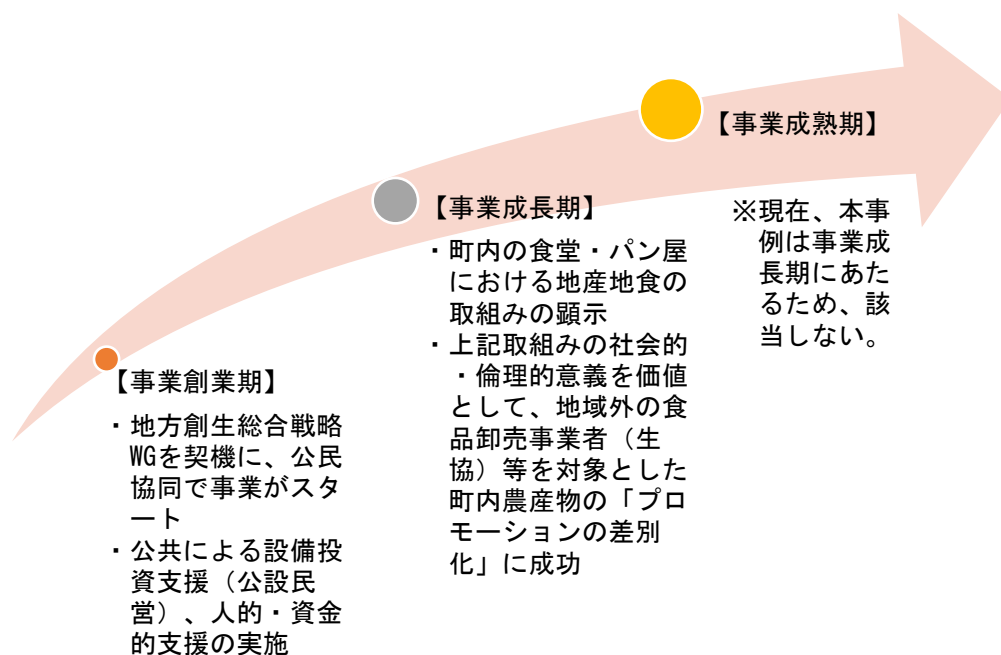 【事業創業期】
・地方創生総合戦略
WGを契機に、公民
協同で事業がスタ
ート
・公共による設備投
資支援（公設民
営）、人的・資金
的支援の実施
【事業成長期】
・町内の食堂・パン屋
における地産地食の
取組みの顕示
・上記取組みの社会的
・倫理的意義を価値
として、地域外の食
品卸売事業者（生
協）等を対象とした
町内農産物の「プロ
モーションの差別
化」に成功
【事業成熟期】
※現在、本事
例は事業成
長期にあた
るため、該
当しない。